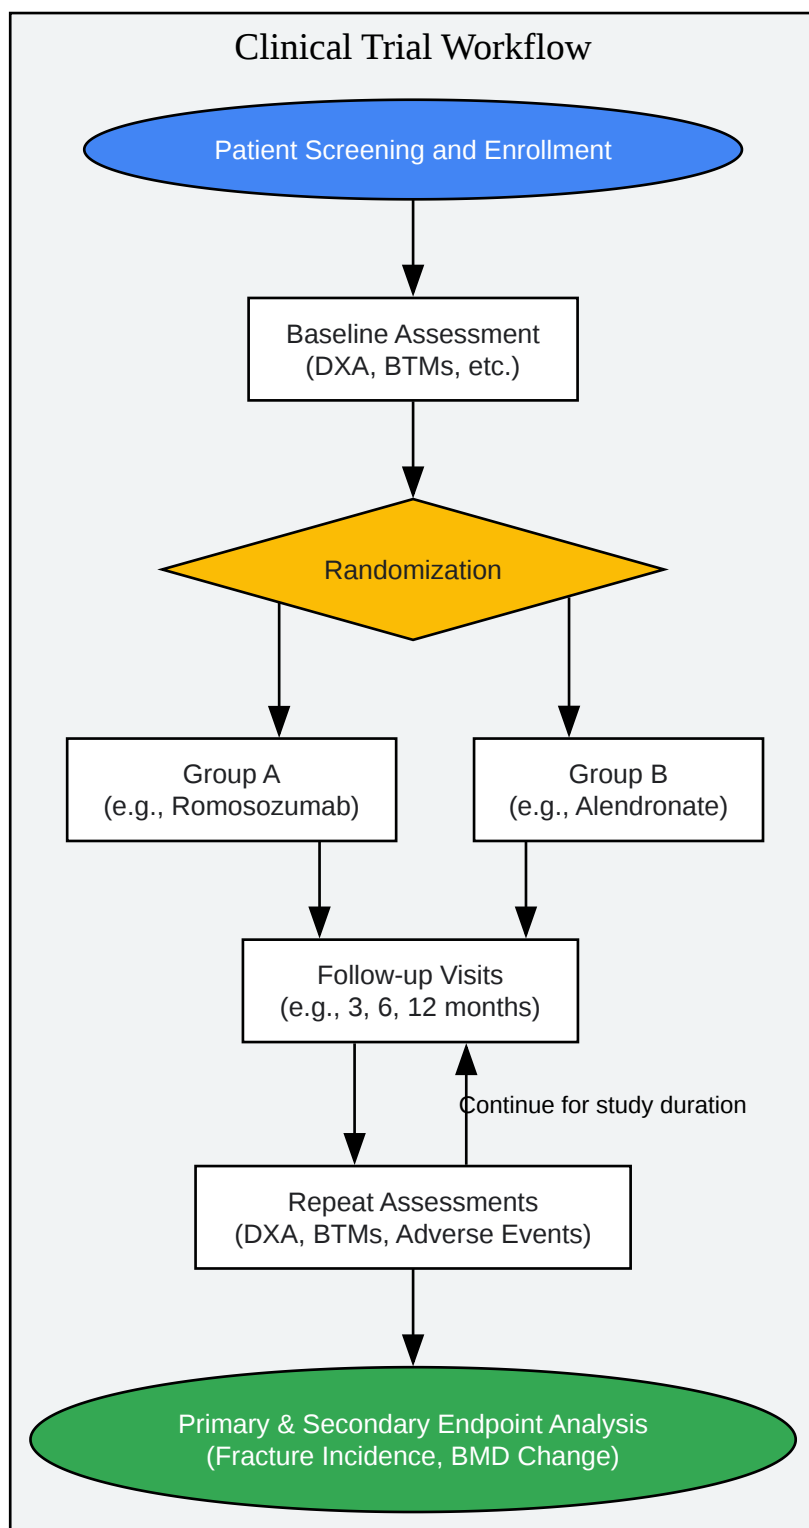 Clinical Trial Workflow
Patient Screening and Enrollment
Baseline Assessment
(DXA, BTMs, etc.)
Randomization
Group A
(e.g., Romosozumab)
Group B
(e.g., Alendronate)
Follow-up Visits
(e.g., 3, 6, 12 months)
Continue for study duration
Repeat Assessments
(DXA, BTMs, Adverse Events)
Primary & Secondary Endpoint Analysis
(Fracture Incidence, BMD Change)